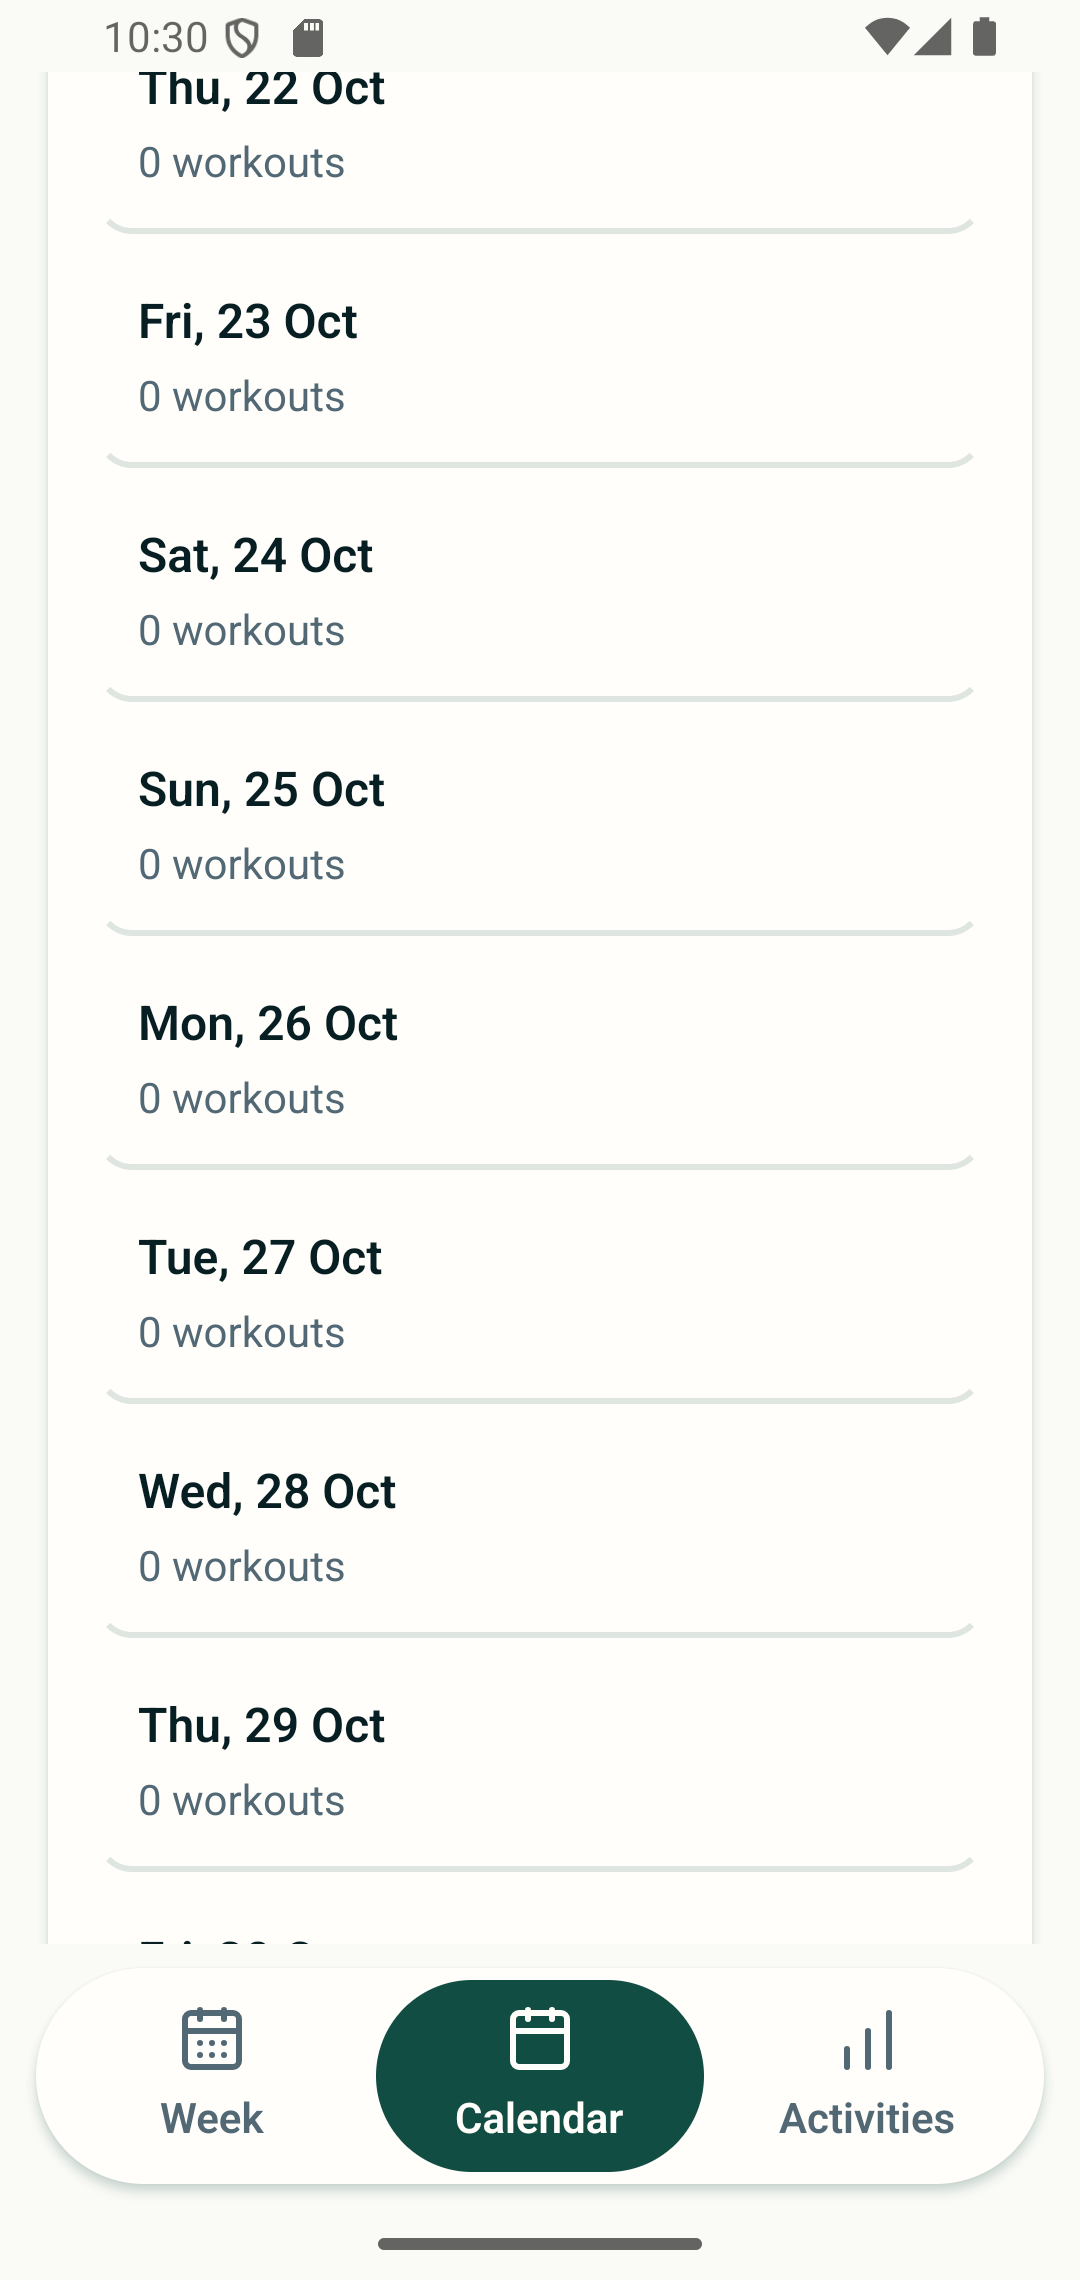 10:30
Thu, 22 Oct
0 workouts
Fri, 23 Oct
0 workouts
Sat, 24 Oct
0 workouts
Sun, 25 Oct
0 workouts
Mon, 26 Oct
0 workouts
Tue, 27 Oct
0 workouts
Wed, 28 Oct
0 workouts
Thu, 29 Oct
0 workouts
Week
Calendar
Activities